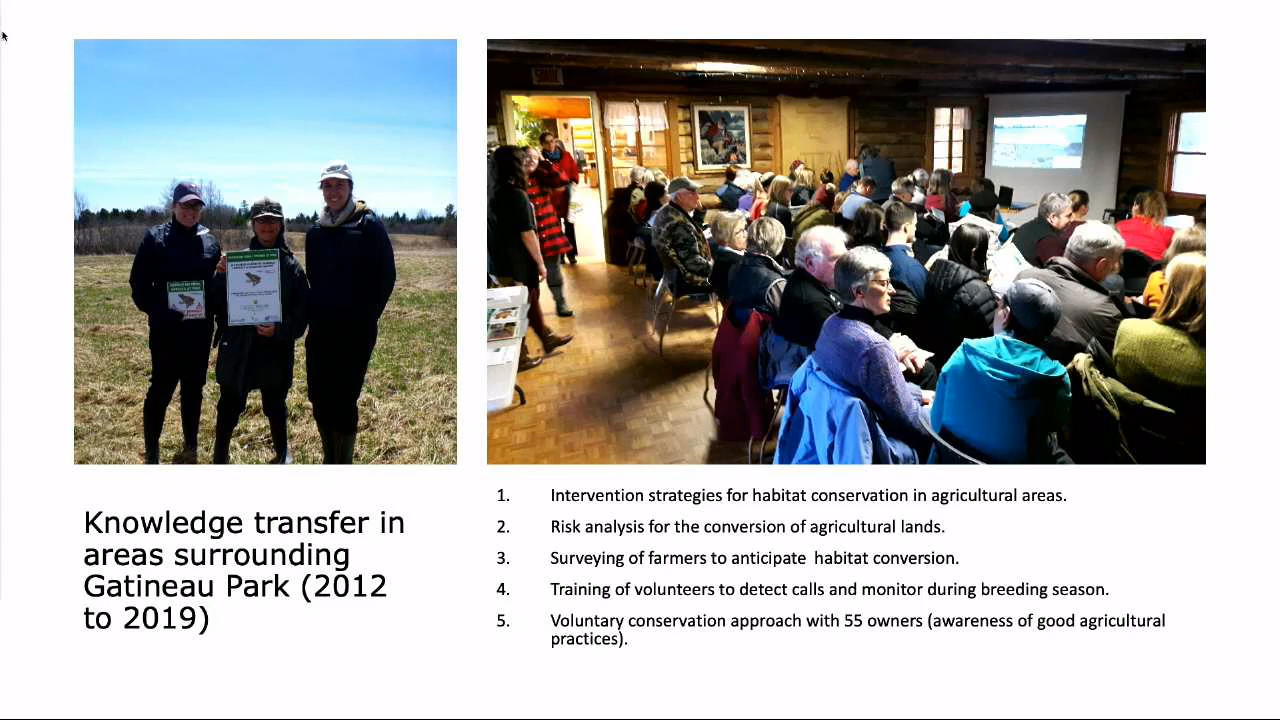 Knowledge transfer in
areas surrounding
Gatineau Park (2012
to 2019)
1. Intervention strategies for habitat conservation in agricultural areas.
2. Risk analysis for the conversion of agricultural lands.
3. Surveying of farmers to anticipate  habitat conversion.
4. Training of volunteers to detect calls and monitor during breeding season.
5. Voluntary conservation approach with 55 owners (awareness of good agricultural
practices).